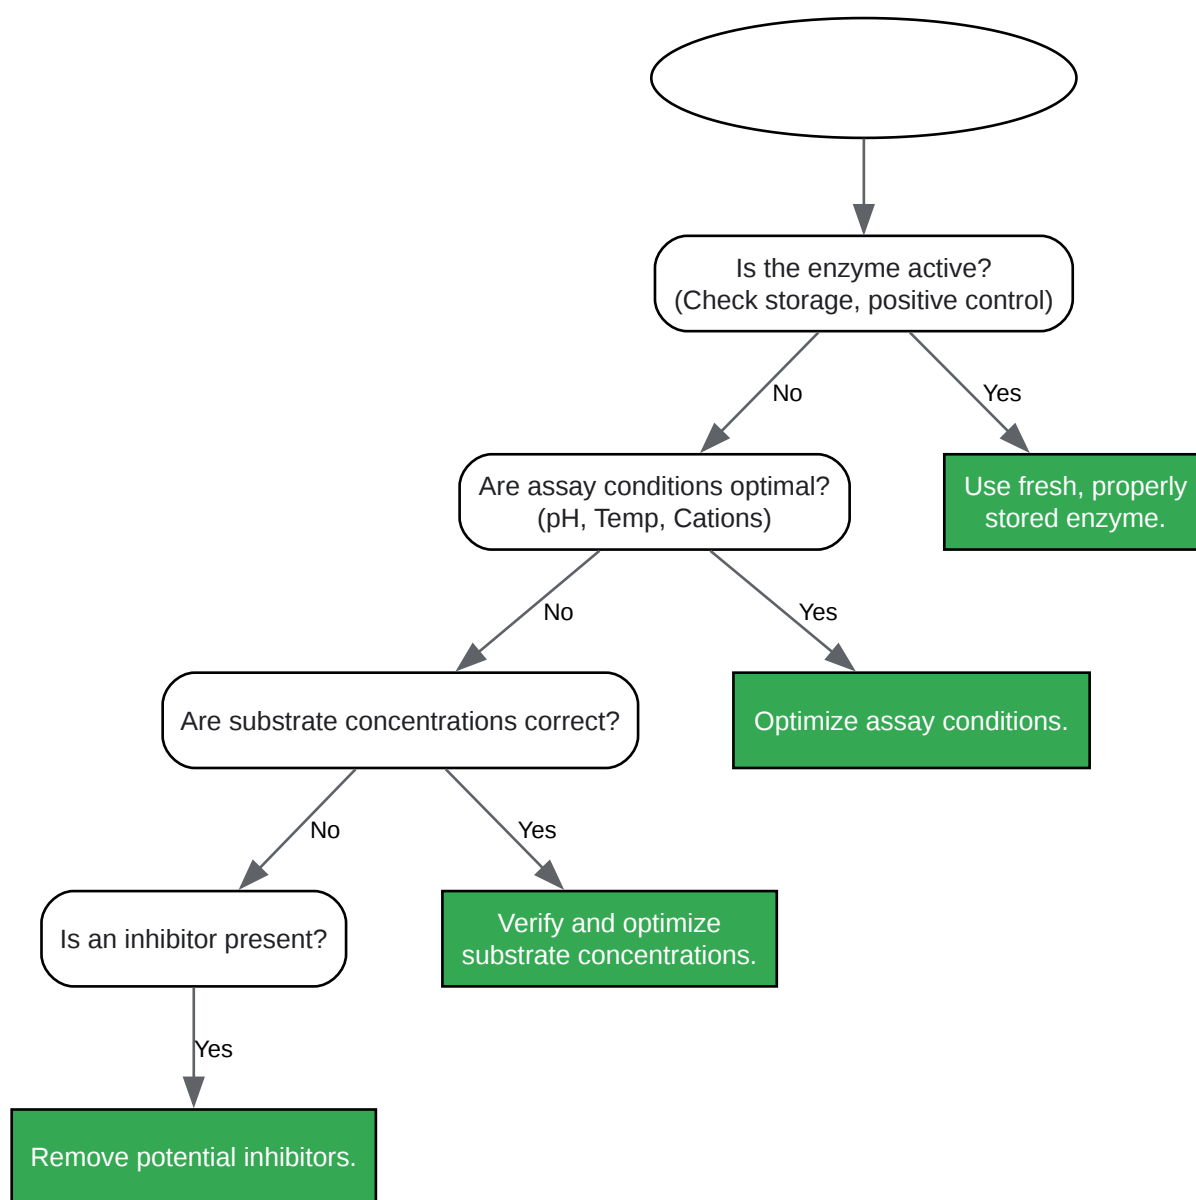 Is the enzyme active?
(Check storage, positive control)
No
Yes
Are assay conditions optimal?
(pH, Temp, Cations)
Use fresh, properly
stored enzyme.
No
Yes
Are substrate concentrations correct?
Optimize assay conditions.
No
Yes
Is an inhibitor present?
Verify and optimize
substrate concentrations.
Yes
Remove potential inhibitors.